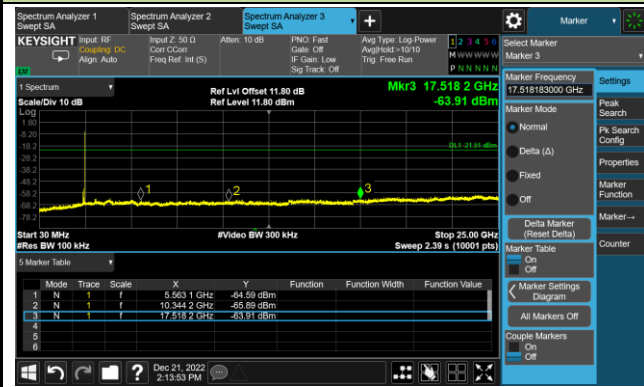 Spectrum Analyzer 1
Swept SA
Spectrum Analyzer 2
Swept SA
Spectrum Analyzer 3
Swept SA
+
Marker
KEYSIGHT
Input: RF
Coupling: DC
Align: Auto
Input Z: 50 Ω
Corr CCorr
Freq Ref: Int (S)
Atten: 10 dB
PNO: Fast
Gate: Off
IF Gain: Low
Sig Track: Off
Avg Type: Log-Power
Avg|Hold:>10/10
Trig: Free Run
1 2 3 4 5 6
M W W W W W
P N N N N N
LXI
Select Marker
Marker 3
1 Spectrum
Scale/Div 10 dB
Log
Ref Lvl Offset 11.80 dB
Ref Level 11.80 dBm
Mkr3 17.518 2 GHz
-63.91 dBm
1.80
-8.20
-18.2
-28.2
-38.2
-48.2
-58.2
-68.2
-78.2
DL1 -21.51 dBm
1
2
3
Start 30 MHz
#Res BW 100 kHz
#Video BW 300 kHz
Stop 25.00 GHz
Sweep 2.39 s (10001 pts)
5 Marker Table
Mode Trace Scale X Y Function Function Width Function Value
1 N 1 f 5.563 1 GHz -64.59 dBm
2 N 1 f 10.344 2 GHz -65.89 dBm
3 N 1 f 17.518 2 GHz -63.91 dBm
4
5
6
Marker Frequency
17.518183000 GHz
Marker Mode
Normal
Delta (Δ)
Fixed
Off
Delta Marker
(Reset Delta)
Marker Table
On
Off
Marker Settings
Diagram
All Markers Off
Couple Markers
On
Off
Settings
Peak
Search
Pk Search
Config
Properties
Marker
Function
Marker→
Counter
?
Dec 21, 2022
2:13:53 PM